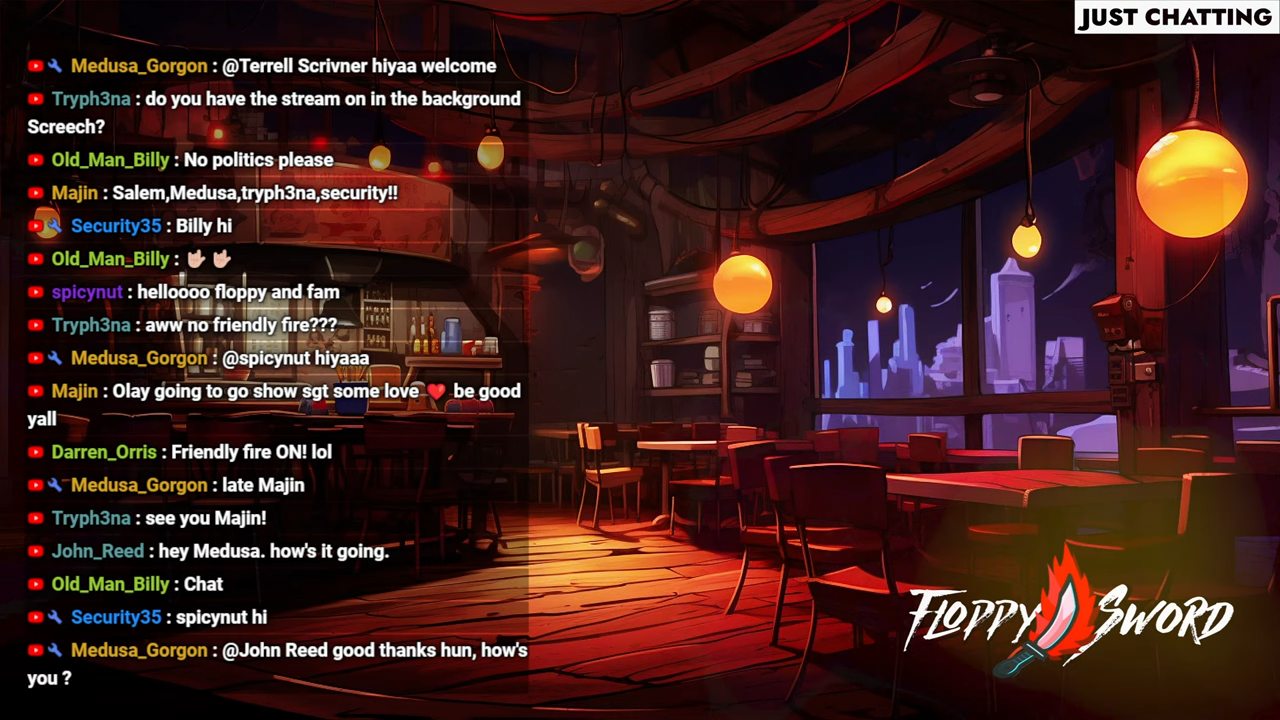 JUST CHATTING
Medusa_Gorgon : @Terrell Scrivner hiyaa welcome
Tryph3na : do you have the stream on in the background
Screech?
Old_Man_Billy : No politics please
Majin : Salem,Medusa,tryph3na,security!!
Security35 : Billy hi
Old_Man_Billy : 🤟🏻 🤟🏻
spicynut : helloooo floppy and fam
Tryph3na : aww no friendly fire???
Medusa_Gorgon : @spicynut hiyaaa
Majin : Olay going to go show sgt some love ❤️ be good
yall
Darren_Orris : Friendly fire ON! lol
Medusa_Gorgon : late Majin
Tryph3na : see you Majin!
John_Reed : hey Medusa. how's it going.
Old_Man_Billy : Chat
Security35 : spicynut hi
Medusa_Gorgon : @John Reed good thanks hun, how's
you ?
FLOPPY SWORD